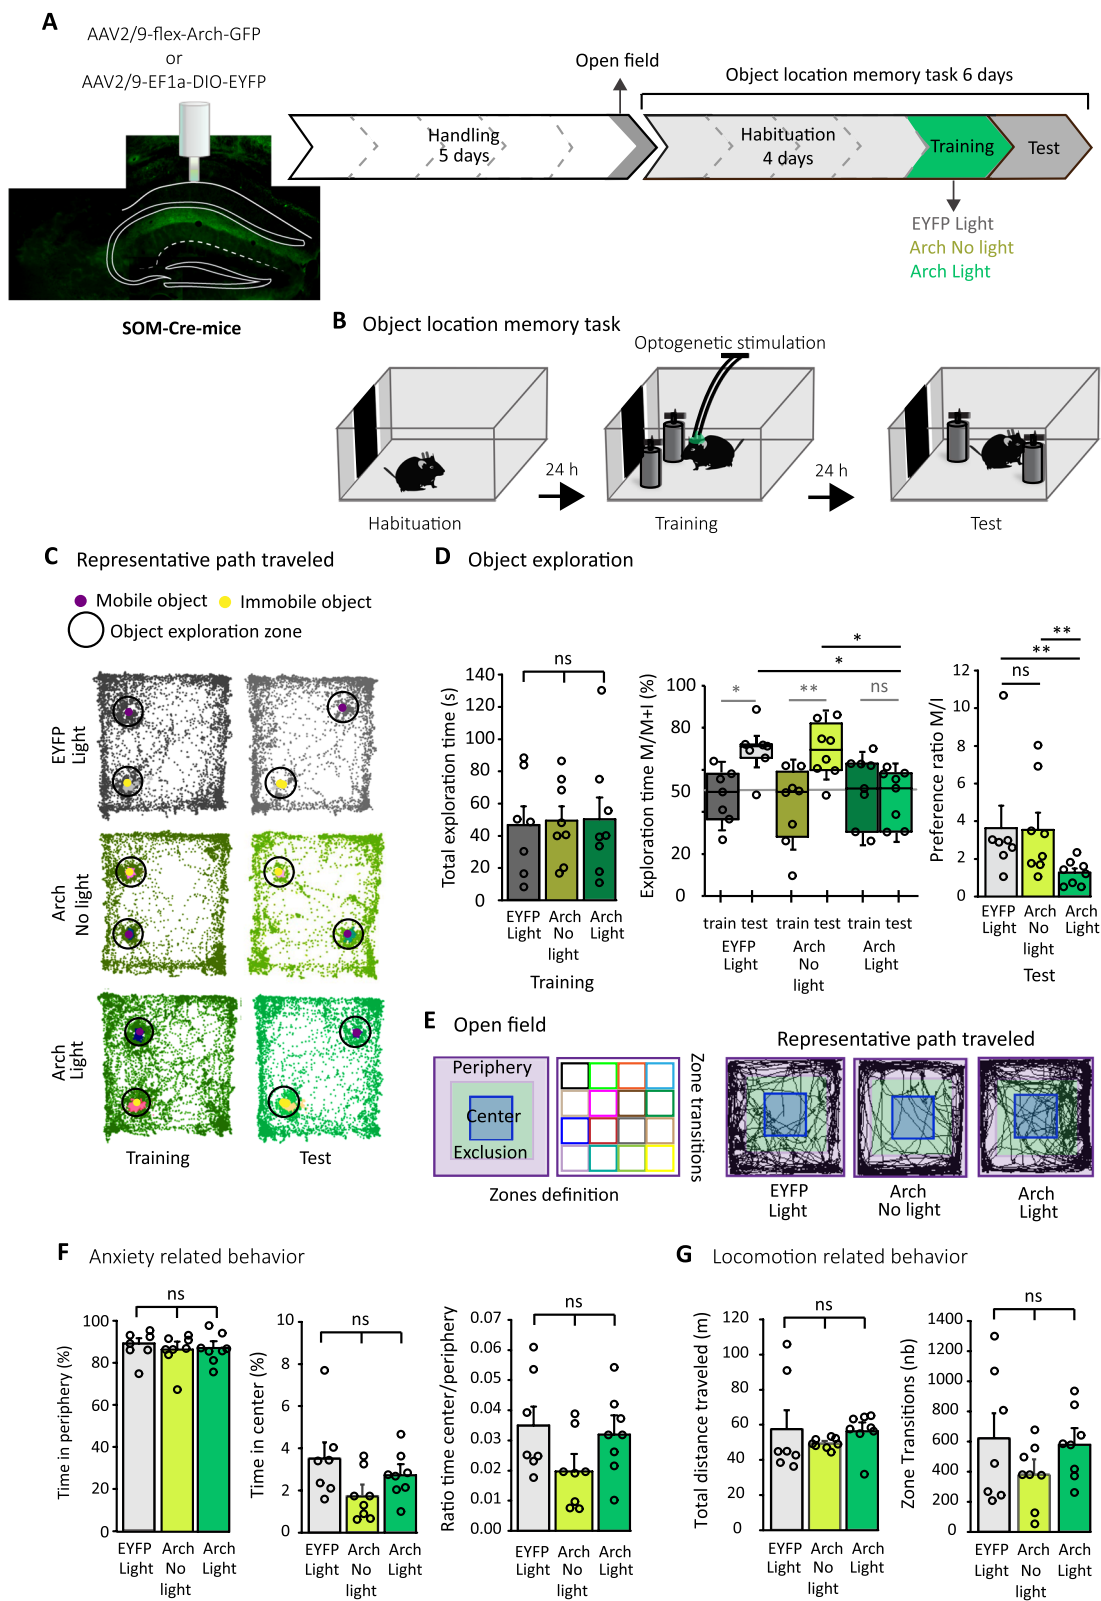 A
AAV2/9-flex-Arch-GFP
or
AAV2/9-EF1a-DIO-EYFP
SOM-Cre-mice
Open field
Object location memory task 6 days
Handling
5 days
Habituation
4 days
Training
Test
EYFP Light
Arch No light
Arch Light
B Object location memory task
Optogenetic stimulation
24 h
24 h
Habituation
Training
Test
C Representative path traveled
Mobile object
Immobile object
Object exploration zone
EYFP
Light
Arch
No light
Arch
Light
Training
Test
D Object exploration
Total exploration time (s)
140
120
100
80
60
40
20
0
ns
EYFP
Light
Arch
No
light
Arch
Light
Training
Exploration time M/M+I (%)
100
80
50
20
0
*
**
ns
*
*
train test
train test
train test
EYFP
Light
Arch
No
light
Arch
Light
Preference ratio M/I
12
10
8
6
4
2
0
**
**
ns
EYFP
Light
Arch
No
light
Arch
Light
Test
E Open field
Periphery
Center
Exclusion
Zone transitions
Zones definition
Representative path traveled
EYFP
Light
Arch
No light
Arch
Light
F Anxiety related behavior
Time in periphery (%)
100
80
60
40
20
0
ns
EYFP
Light
Arch
No
light
Arch
Light
Time in center (%)
10
8
6
4
2
0
ns
EYFP
Light
Arch
No
light
Arch
Light
Ratio time center/periphery
0.07
0.06
0.05
0.04
0.03
0.02
0.01
0.00
ns
EYFP
Light
Arch
No
light
Arch
Light
G Locomotion related behavior
Total distance traveled (m)
120
100
80
60
40
20
0
ns
EYFP
Light
Arch
No
light
Arch
Light
Zone Transitions (nb)
1400
1200
1000
800
600
400
200
0
ns
EYFP
Light
Arch
No
light
Arch
Light